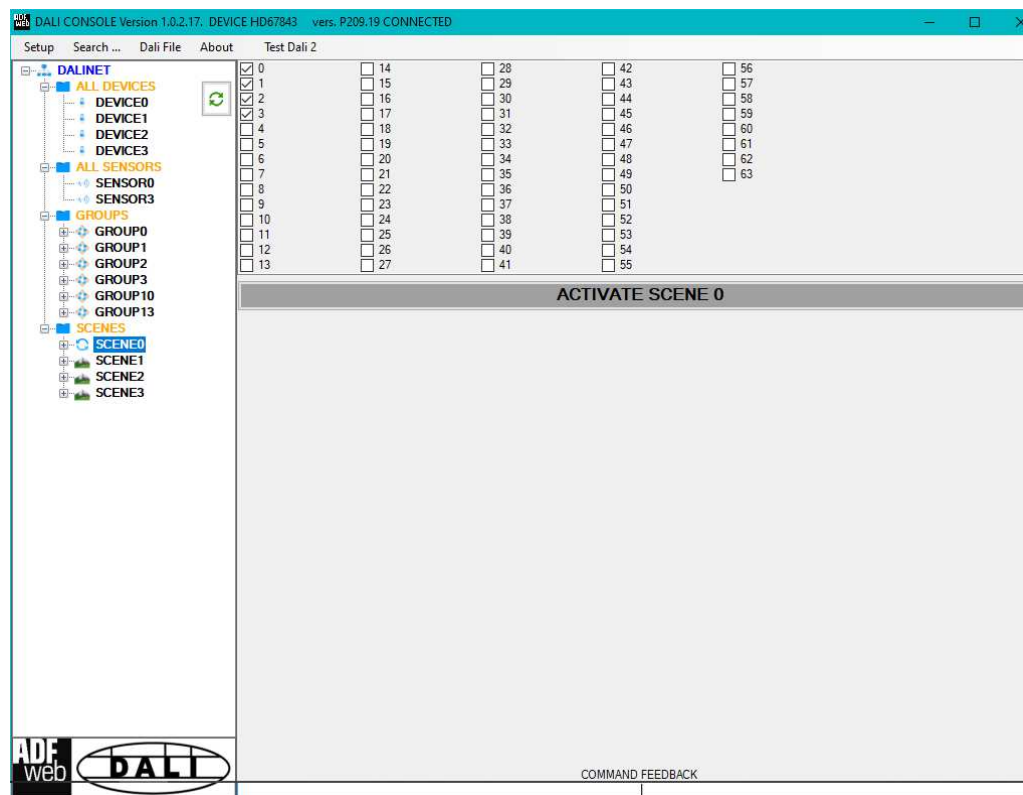 DALI CONSOLE Version 1.0.2.17. DEVICE HD67843 vers. P209.19 CONNECTED
Setup Search ... Dali File About Test Dali 2
DALINET
ALL DEVICES
DEVICE0
DEVICE1
DEVICE2
DEVICE3
ALL SENSORS
SENSOR0
SENSOR3
GROUPS
GROUP0
GROUP1
GROUP2
GROUP3
GROUP10
GROUP13
SCENES
SCENE0
SCENE1
SCENE2
SCENE3
0 14 28 42 56
1 15 29 43 57
2 16 30 44 58
3 17 31 45 59
4 18 32 46 60
5 19 33 47 61
6 20 34 48 62
7 21 35 49 63
8 22 36 50
9 23 37 51
10 24 38 52
11 25 39 53
12 26 40 54
13 27 41 55
ACTIVATE SCENE 0
ADF
web
DALI
COMMAND FEEDBACK